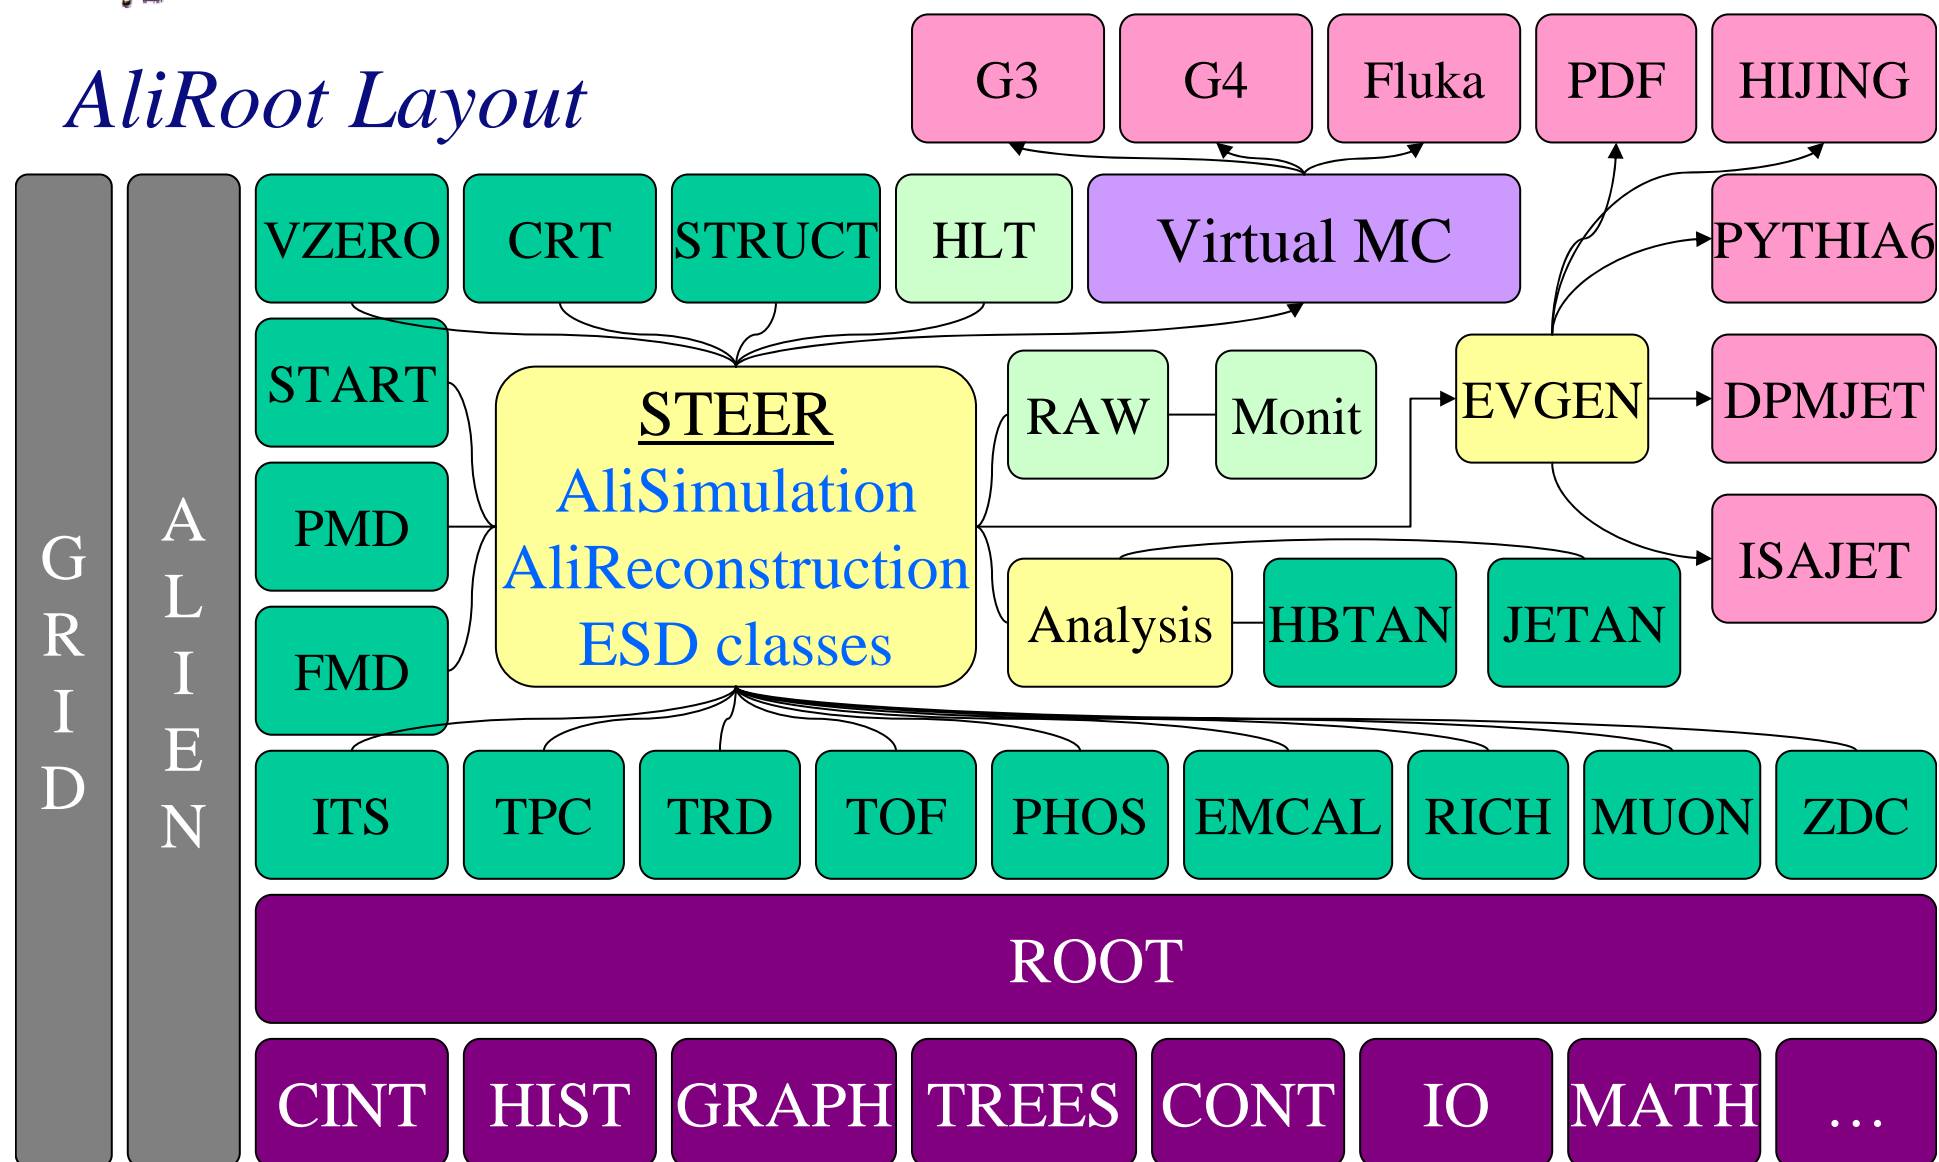 AliRoot Layout
G3
G4
Fluka
PDF
HIJING
GRID
ALIEN
VZERO
CRT
STRUCT
HLT
Virtual MC
PYTHIA6
START
STEER
AliSimulation
AliReconstruction
ESD classes
RAW
Monit
EVGEN
DPMJET
PMD
ISAJET
FMD
Analysis
HBTAN
JETAN
ITS
TPC
TRD
TOF
PHOS
EMCAL
RICH
MUON
ZDC
ROOT
CINT
HIST
GRAPH
TREES
CONT
IO
MATH
…